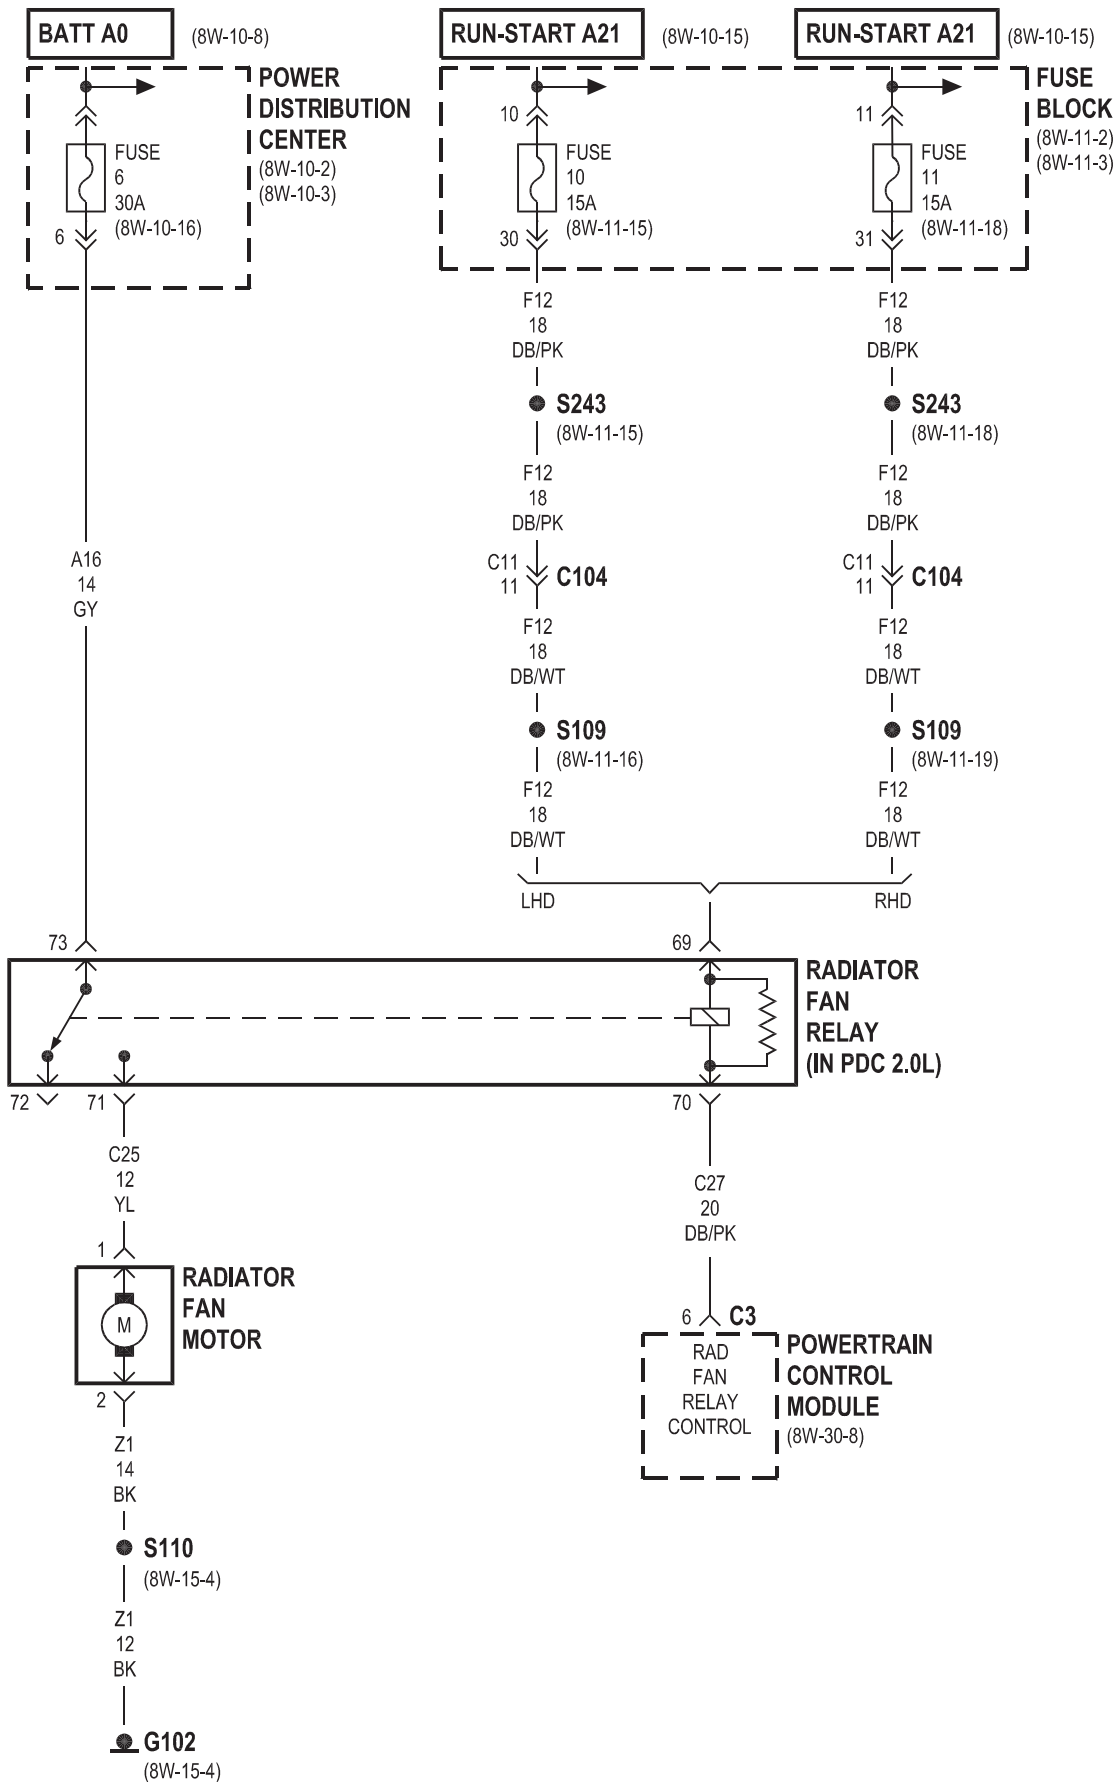 BATT A0
(8W-10-8)
RUN-START A21
(8W-10-15)
RUN-START A21
(8W-10-15)
POWER
DISTRIBUTION
CENTER
(8W-10-2)
(8W-10-3)
FUSE
6
30A
(8W-10-16)
6
10
FUSE
10
15A
(8W-11-15)
30
11
FUSE
11
15A
(8W-11-18)
31
FUSE
BLOCK
(8W-11-2)
(8W-11-3)
F12
18
DB/PK
S243
(8W-11-15)
F12
18
DB/PK
C11
11
C104
F12
18
DB/WT
S109
(8W-11-16)
F12
18
DB/WT
LHD
F12
18
DB/PK
S243
(8W-11-18)
F12
18
DB/PK
C11
11
C104
F12
18
DB/WT
S109
(8W-11-19)
F12
18
DB/WT
RHD
A16
14
GY
73
69
RADIATOR
FAN
RELAY
(IN PDC 2.0L)
72
71
70
C25
12
YL
1
RADIATOR
FAN
MOTOR
M
2
Z1
14
BK
S110
(8W-15-4)
Z1
12
BK
G102
(8W-15-4)
C27
20
DB/PK
6
C3
RAD
FAN
RELAY
CONTROL
POWERTRAIN
CONTROL
MODULE
(8W-30-8)